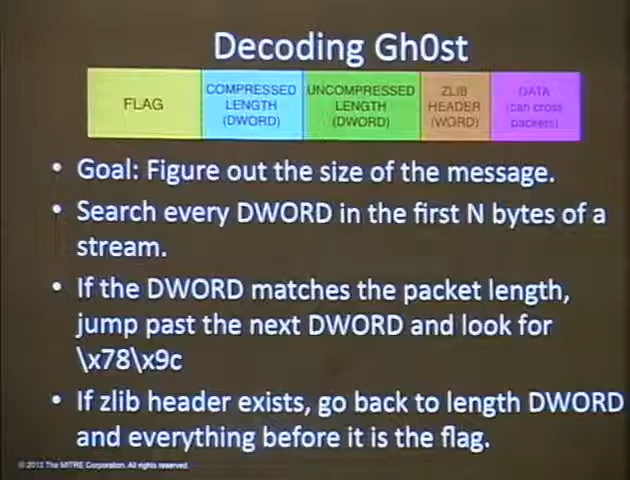 Decoding Gh0st
FLAG
COMPRESSED
LENGTH
(DWORD)
UNCOMPRESSED
LENGTH
(DWORD)
ZLIB
HEADER
(WORD)
DATA
(can cross
packets)
• Goal: Figure out the size of the message.
• Search every DWORD in the first N bytes of a
stream.
• If the DWORD matches the packet length,
jump past the next DWORD and look for
\x78\x9c
• If zlib header exists, go back to length DWORD
and everything before it is the flag.
© 2013 The MITRE Corporation. All rights reserved.